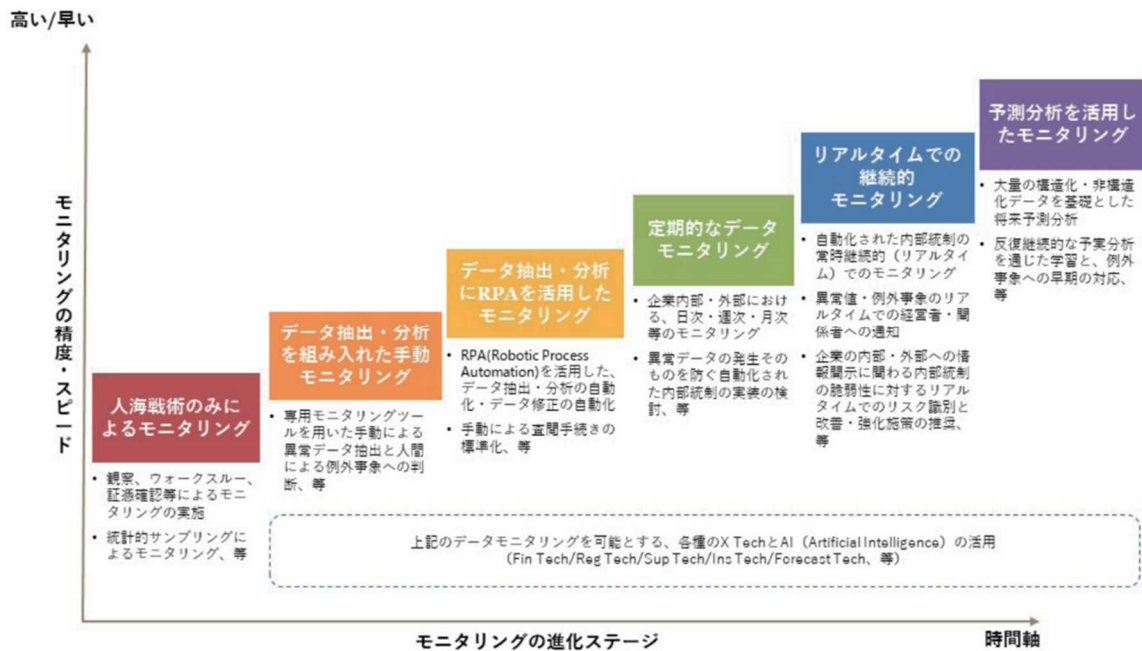 高い/早い
モニタリングの精度・スピード
人海戦術のみに
よるモニタリング
• 観察、ウォークスルー、
証憑確認等によるモニ
タリングの実施
• 統計的サンプリングに
よるモニタリング、等
データ抽出・分析
を組み入れた手動
モニタリング
• 専用モニタリングツー
ルを用いた手動による
異常データ抽出と人間
による例外事象への判
断、等
データ抽出・分析
にRPAを活用した
モニタリング
• RPA(Robotic Process
Automation)を活用した、
データ抽出・分析の自動
化・データ修正の自動化
• 手動による査閲手続きの
標準化、等
定期的なデータ
モニタリング
• 企業内部・外部におけ
る、日次・週次・月次
等のモニタリング
• 異常データの発生その
ものを防ぐ自動化され
た内部統制の実装の検
討、等
リアルタイムでの
継続的
モニタリング
• 自動化された内部統制の
常時継続的（リアルタイ
ム）でのモニタリング
• 異常値・例外事象のリア
ルタイムでの経営者・関
係者への通知
• 企業の内部・外部への情
報開示に関わる内部統制
の脆弱性に対するリアル
タイムでのリスク識別と
改善・強化施策の推奨、
等
予測分析を活用し
たモニタリング
• 大量の構造化・非構造
化データを基礎とした
将来予測分析
• 反復継続的な予実分析
を通じた学習と、例外
事象への早期の対応、
等
上記のデータモニタリングを可能とする、各種のX TechとAI（Artificial Intelligence）の活用
（Fin Tech/Reg Tech/Sup Tech/Ins Tech/Forecast Tech、等）
モニタリングの進化ステージ
時間軸